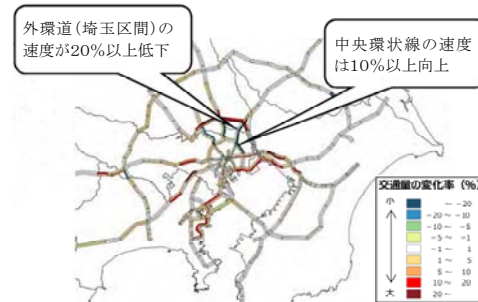 外環道（埼玉区間）の
速度が20%以上低下
中央環状線の速度
は10%以上向上
交通量の変化率（%）
小
～ -20
-20 ～ -10
-10 ～ -5
-5 ～ -1
-1 ～ 1
1 ～ 5
5 ～ 10
10 ～ 20
大
20 ～